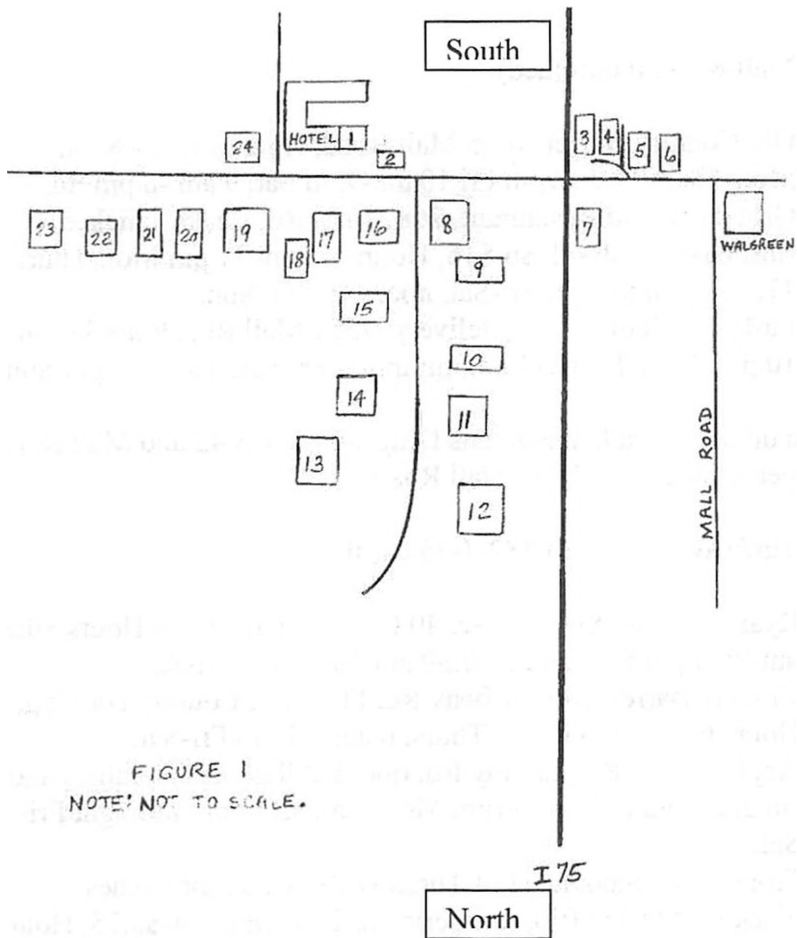 South
HOTEL 1
2
24
3 4 5 6
23 22 21 20 19 18 17 16 8 7
WALGREEN
9
15
10
14
11
13
12
MALL ROAD
FIGURE 1
NOTE: NOT TO SCALE.
I 75
North